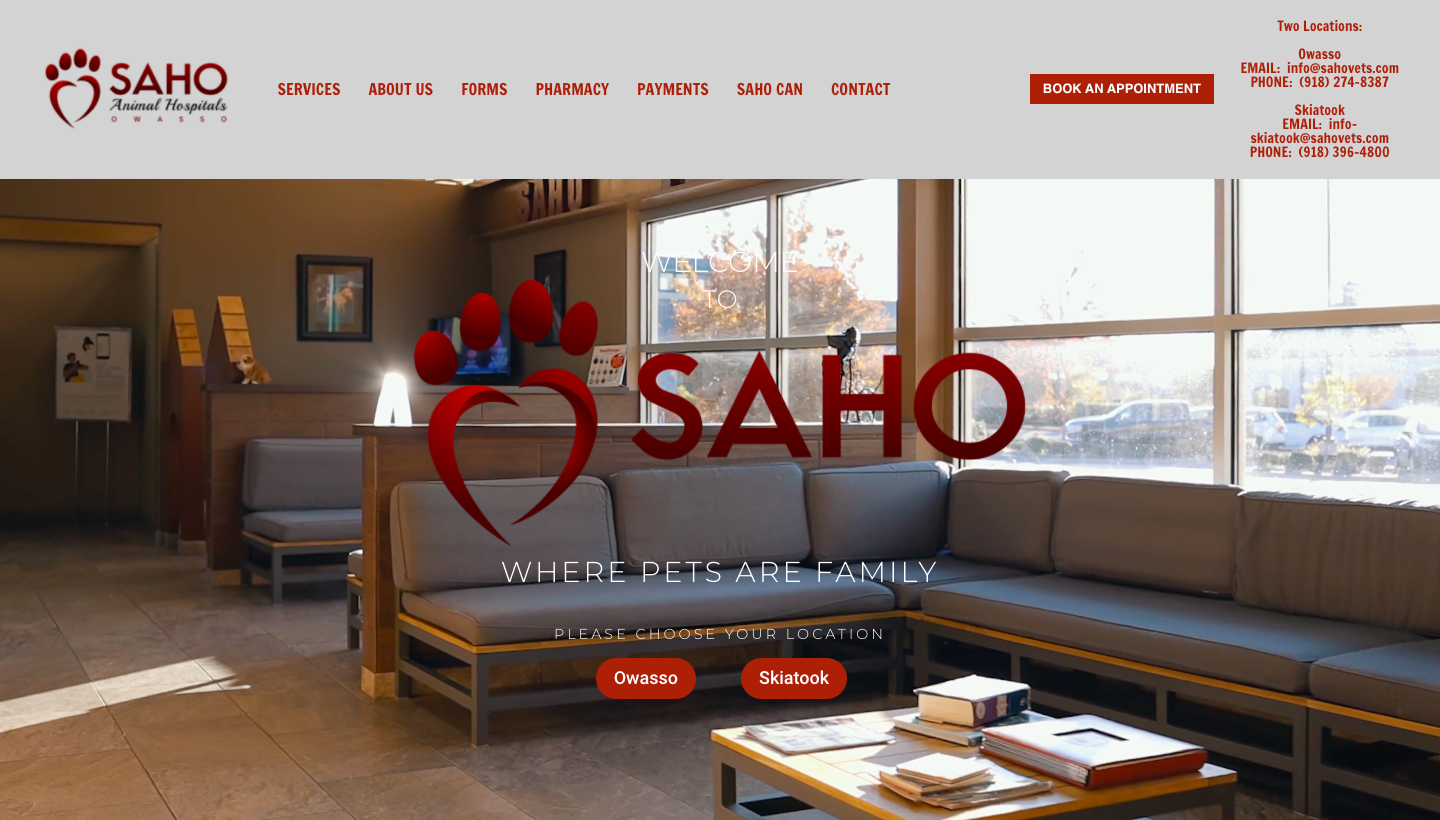 SAHO
Animal Hospitals
OWASSO
SERVICES ABOUT US FORMS PHARMACY PAYMENTS SAHO CAN CONTACT
BOOK AN APPOINTMENT
Two Locations:
Owasso
EMAIL: info@sahovets.com
PHONE: (918) 274-8387
Skiatook
EMAIL: info-
skiatook@sahovets.com
PHONE: (918) 396-4800
SAHO
WELCOME
TO
SAHO
WHERE PETS ARE FAMILY
PLEASE CHOOSE YOUR LOCATION
Owasso Skiatook